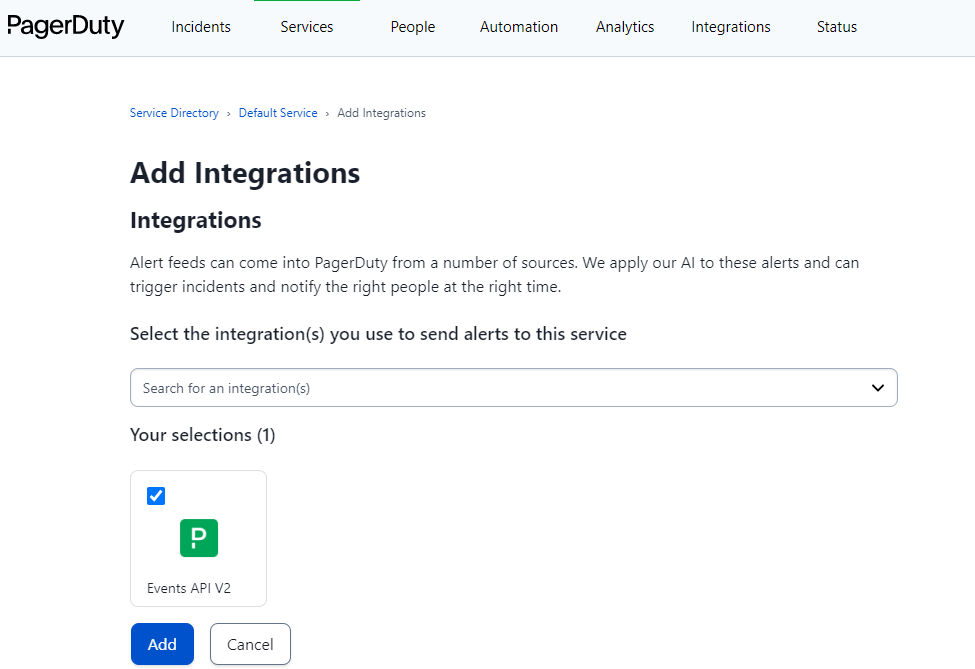 PagerDuty Incidents Services People Automation Analytics Integrations Status
Service Directory › Default Service › Add Integrations
Add Integrations
Integrations
Alert feeds can come into PagerDuty from a number of sources. We apply our AI to these alerts and can
trigger incidents and notify the right people at the right time.
Select the integration(s) you use to send alerts to this service
Search for an integration(s)
Your selections (1)
P
Events API V2
Add Cancel